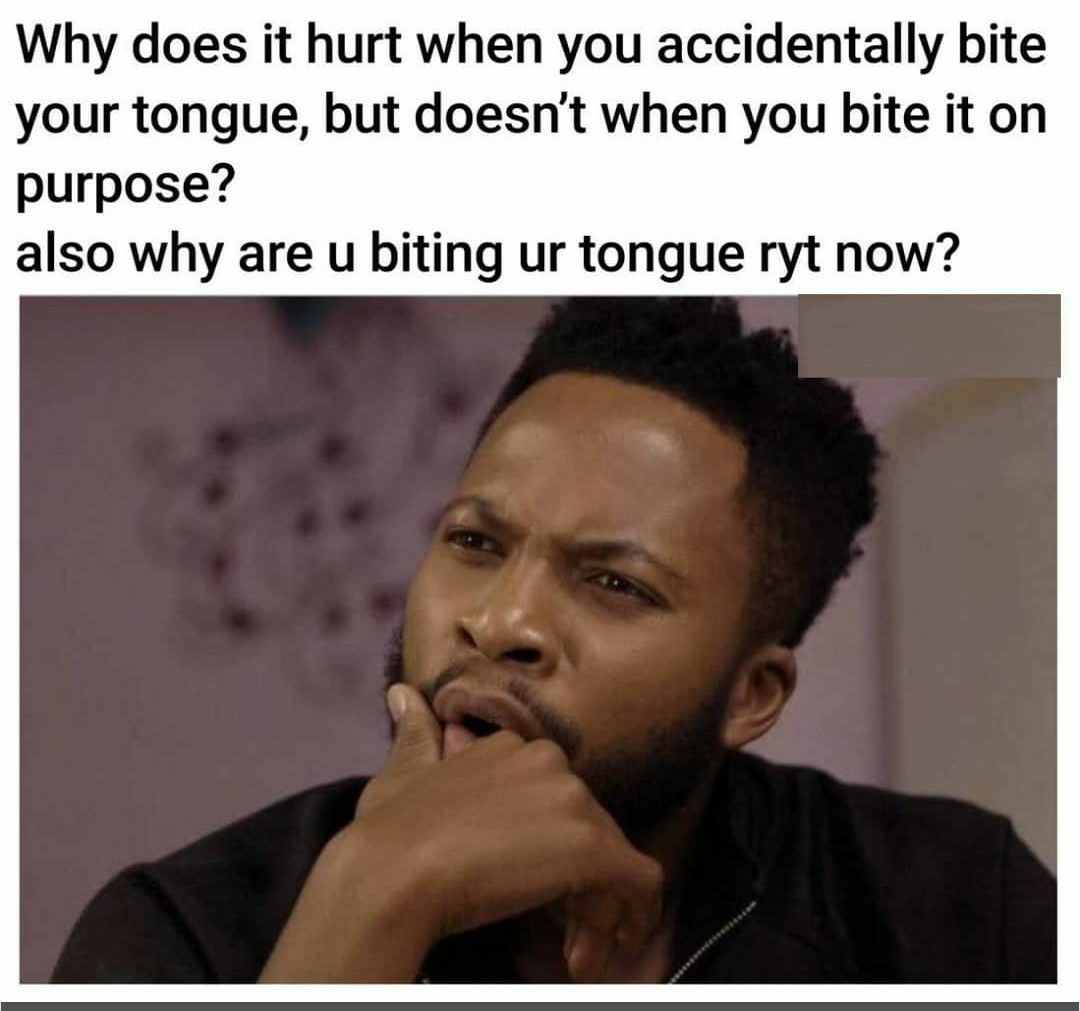 Why does it hurt when you accidentally bite
your tongue, but doesn’t when you bite it on
purpose?
also why are u biting ur tongue ryt now?